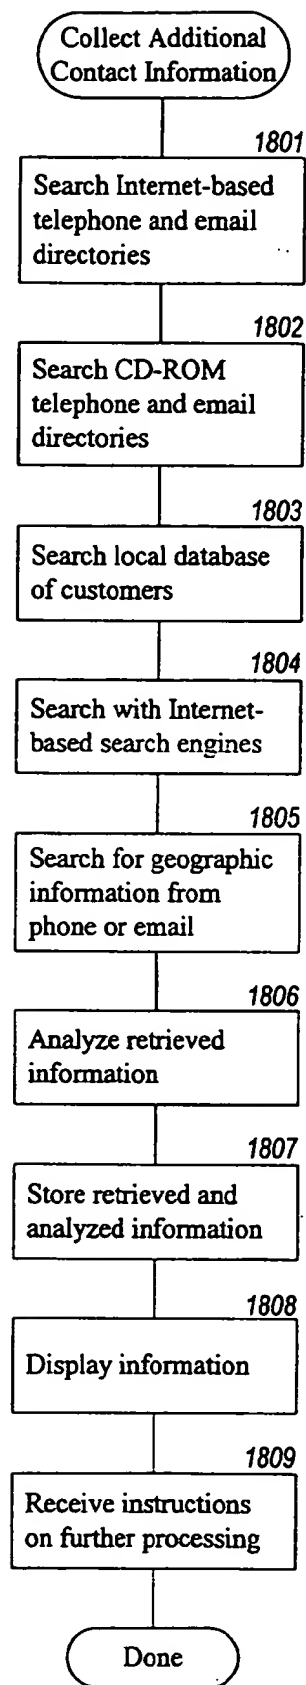 Collect Additional
Contact Information
1801
Search Internet-based
telephone and email
directories
1802
Search CD-ROM
telephone and email
directories
1803
Search local database
of customers
1804
Search with Internet-
based search engines
1805
Search for geographic
information from
phone or email
1806
Analyze retrieved
information
1807
Store retrieved and
analyzed information
1808
Display information
1809
Receive instructions
on further processing
Done